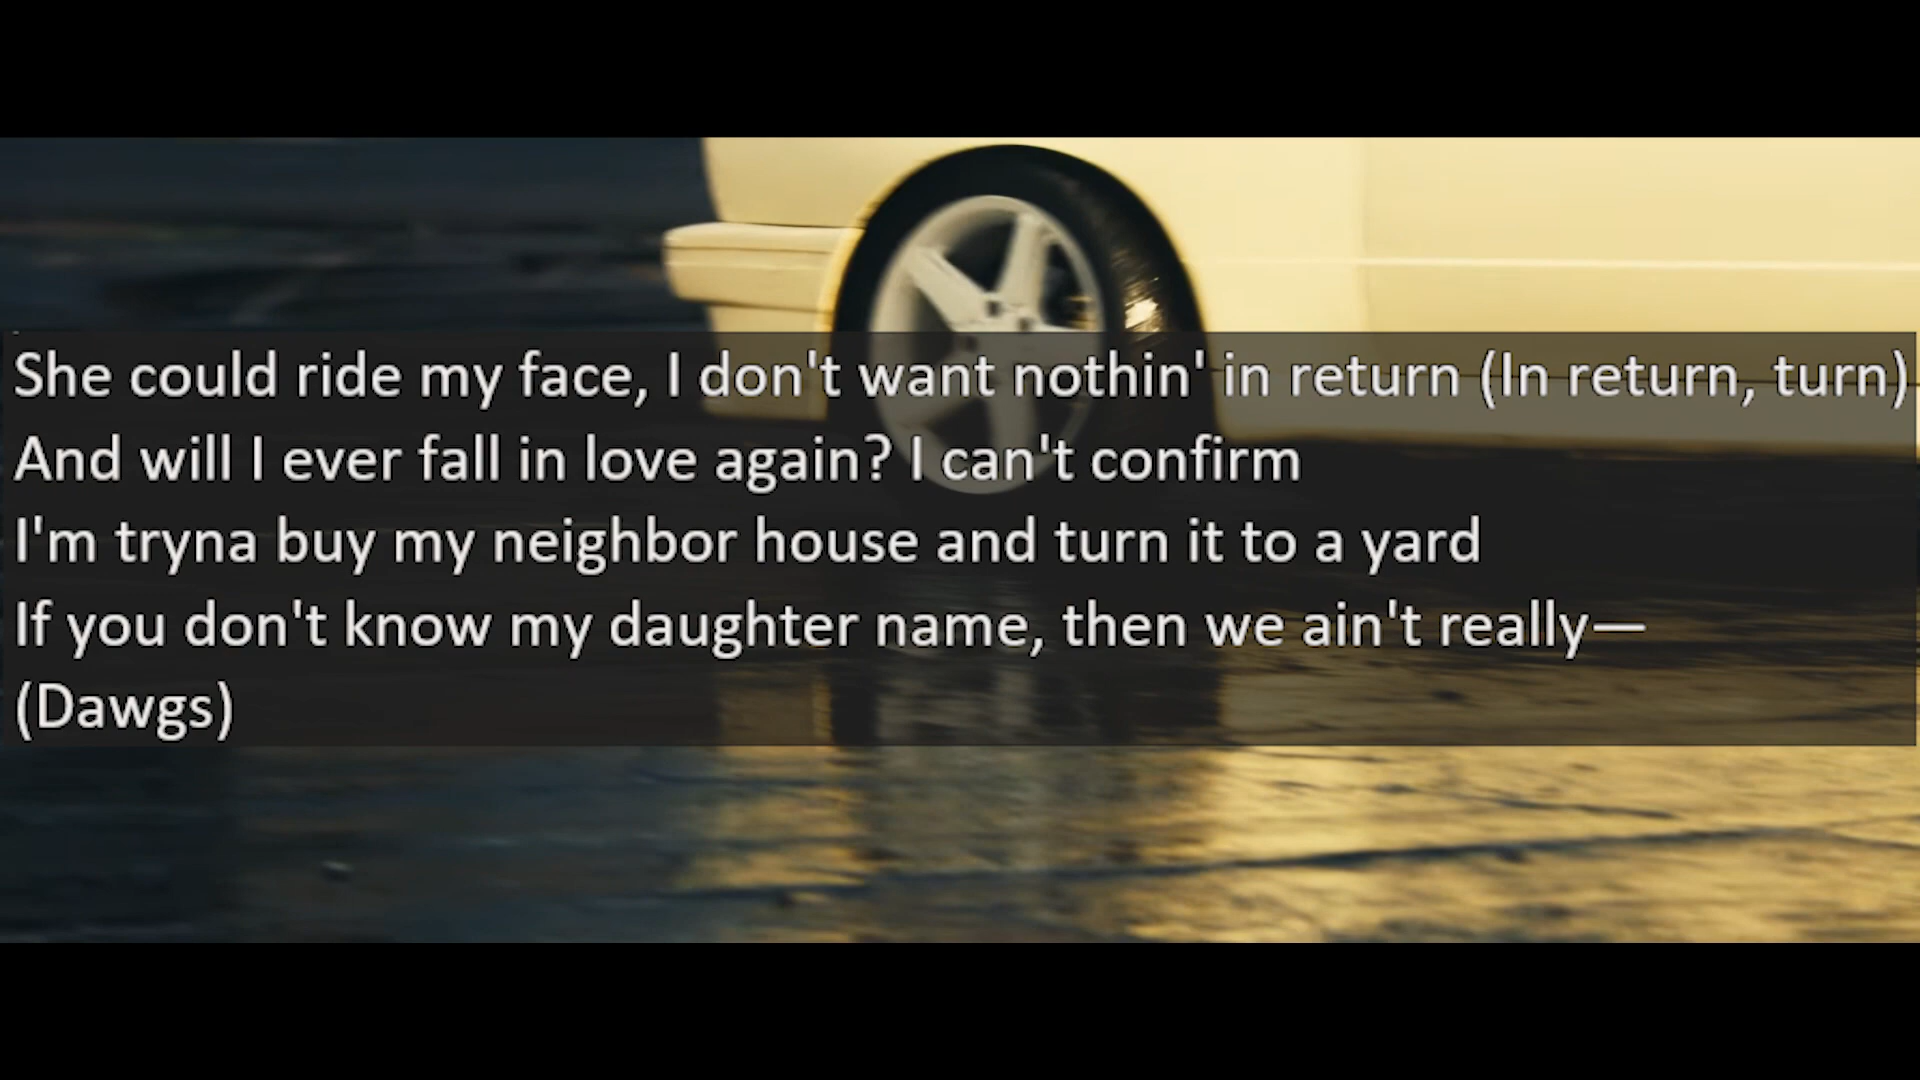 She could ride my face, I don't want nothin' in return (In return, turn)
And will I ever fall in love again? I can't confirm
I'm tryna buy my neighbor house and turn it to a yard
If you don't know my daughter name, then we ain't really—
(Dawgs)